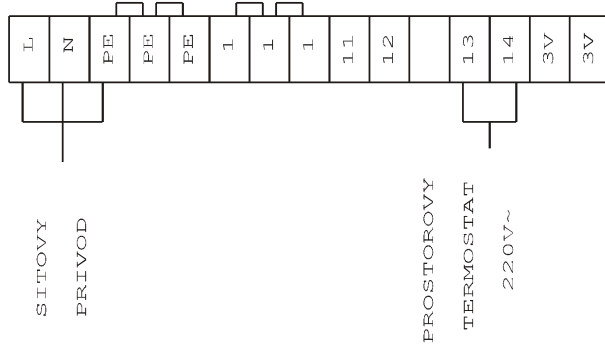 L
N
PE
PE
PE
1
1
1
11
12
13
14
3V
3V
SITOVY
PRIVOD
PROSTOROVY
TERMOSTAT
220V~